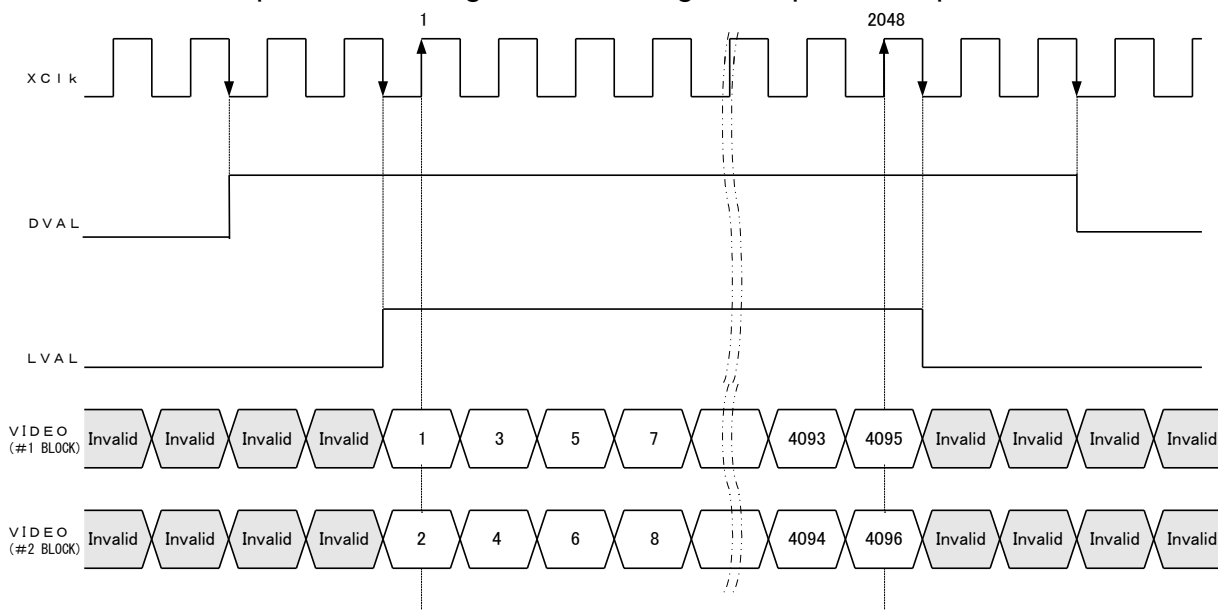 1 2048
XClk
DVAL
LVAL
VIDEO
(#1 BLOCK)
Invalid Invalid Invalid Invalid 1 3 5 7 4093 4095 Invalid Invalid Invalid Invalid
VIDEO
(#2 BLOCK)
Invalid Invalid Invalid Invalid 2 4 6 8 4094 4096 Invalid Invalid Invalid Invalid